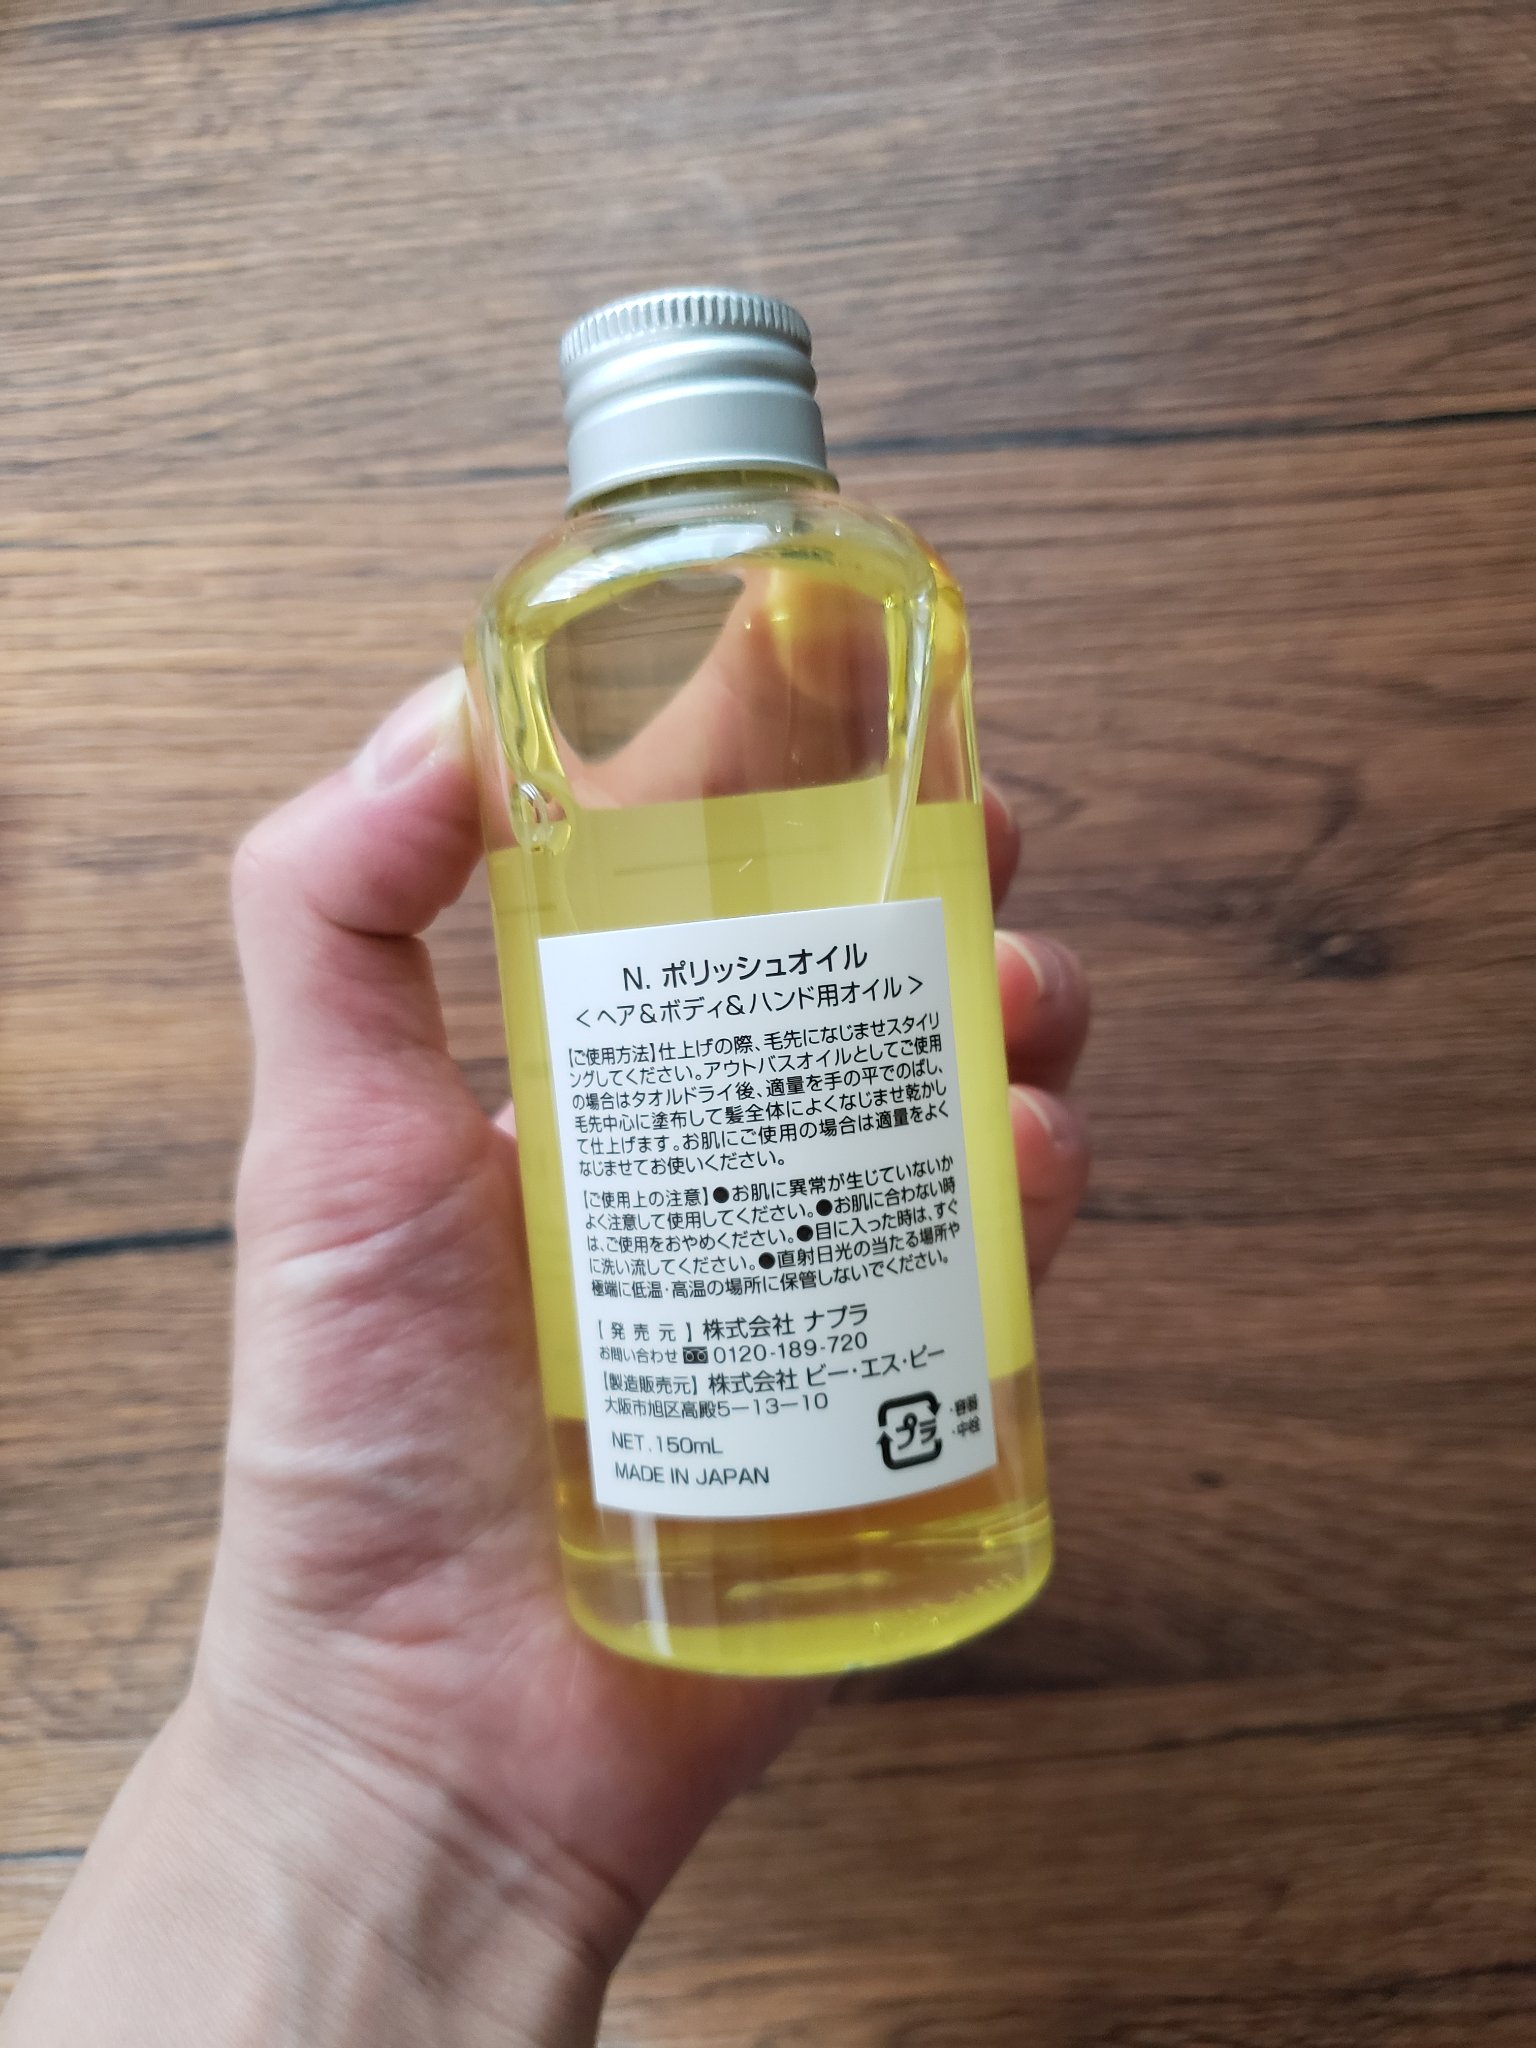 N. ポリッシュオイル
<ヘア&ボディ&ハンド用オイル>
【ご使用方法】仕上げの際、毛先になじませスタイリ
ングしてください。アウトバスオイルとしてご使用
の場合はタオルドライ後、適量を手の平でのばし、
毛先中心に塗布して髪全体によくなじませ乾かし
て仕上げます。お肌にご使用の場合は適量をよく
なじませてお使いください。
【ご使用上の注意】●お肌に異常が生じていないか
よく注意して使用してください。●お肌に合わない時
は、ご使用をおやめください。●目に入った時は、すぐ
に洗い流してください。●直射日光の当たる場所や
極端に低温・高温の場所に保管しないでください。
【発売元】株式会社 ナプラ
お問い合わせ 0120-189-720
【製造販売元】株式会社 ビー・エス・ピー
大阪市旭区高殿5-13-10
NET.150mL
MADE IN JAPAN
プラ
・容器
・中栓